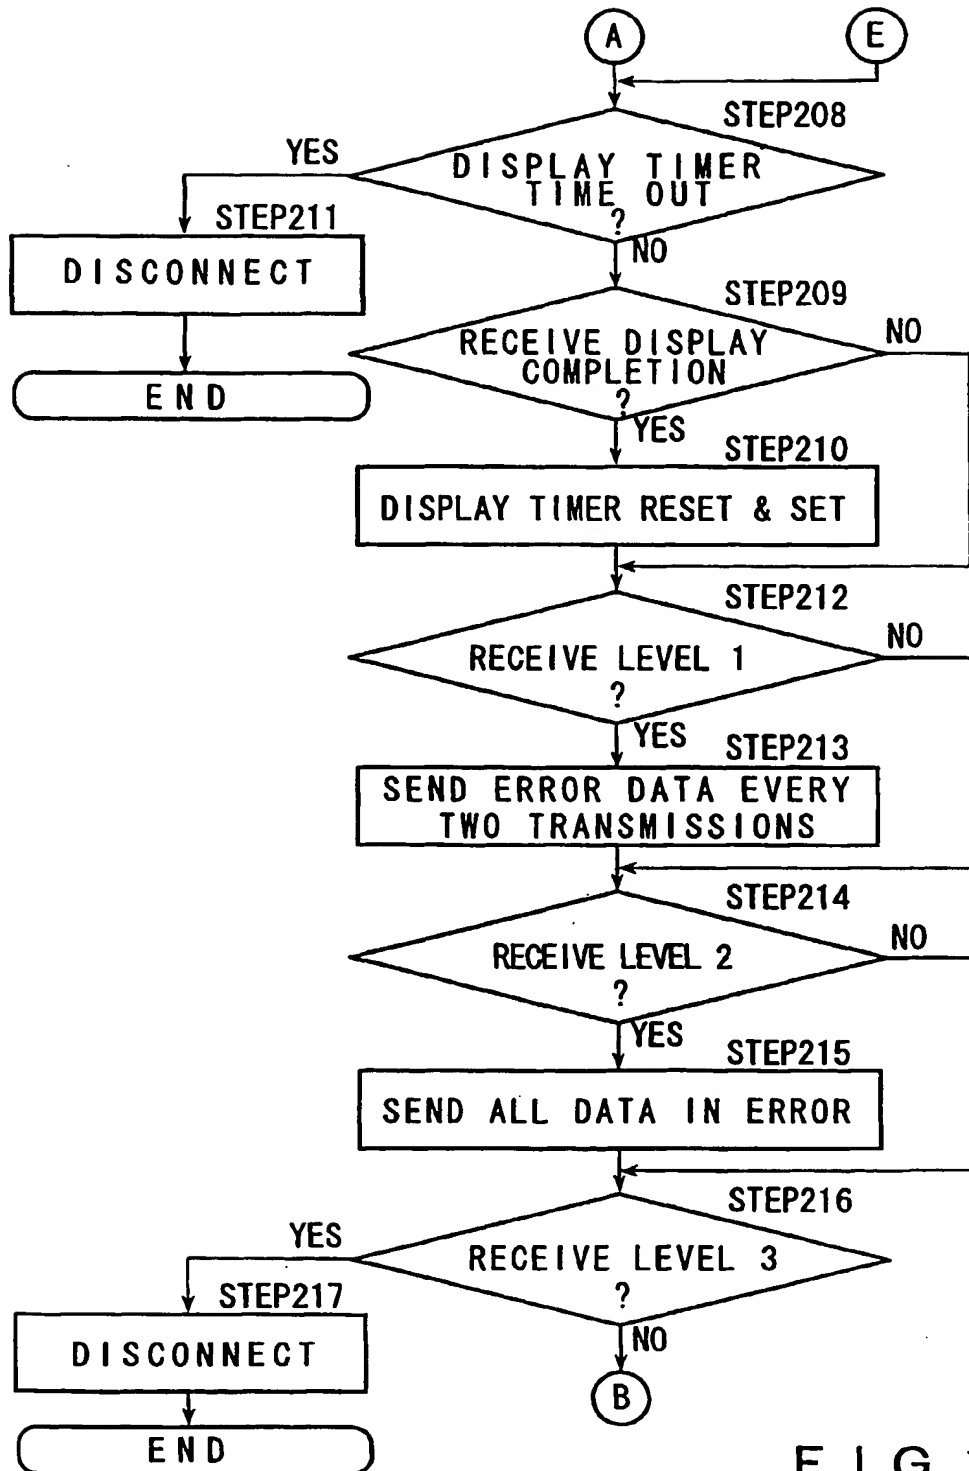 A
E
STEP208
YES
DISPLAY TIMER
TIME OUT
?
NO
STEP211
DISCONNECT
END
STEP209
NO
RECEIVE DISPLAY
COMPLETION
?
YES
STEP210
DISPLAY TIMER RESET & SET
STEP212
NO
RECEIVE LEVEL 1
?
YES
STEP213
SEND ERROR DATA EVERY
TWO TRANSMISSIONS
STEP214
NO
RECEIVE LEVEL 2
?
YES
STEP215
SEND ALL DATA IN ERROR
STEP216
YES
RECEIVE LEVEL 3
?
NO
STEP217
DISCONNECT
END
B
FIG